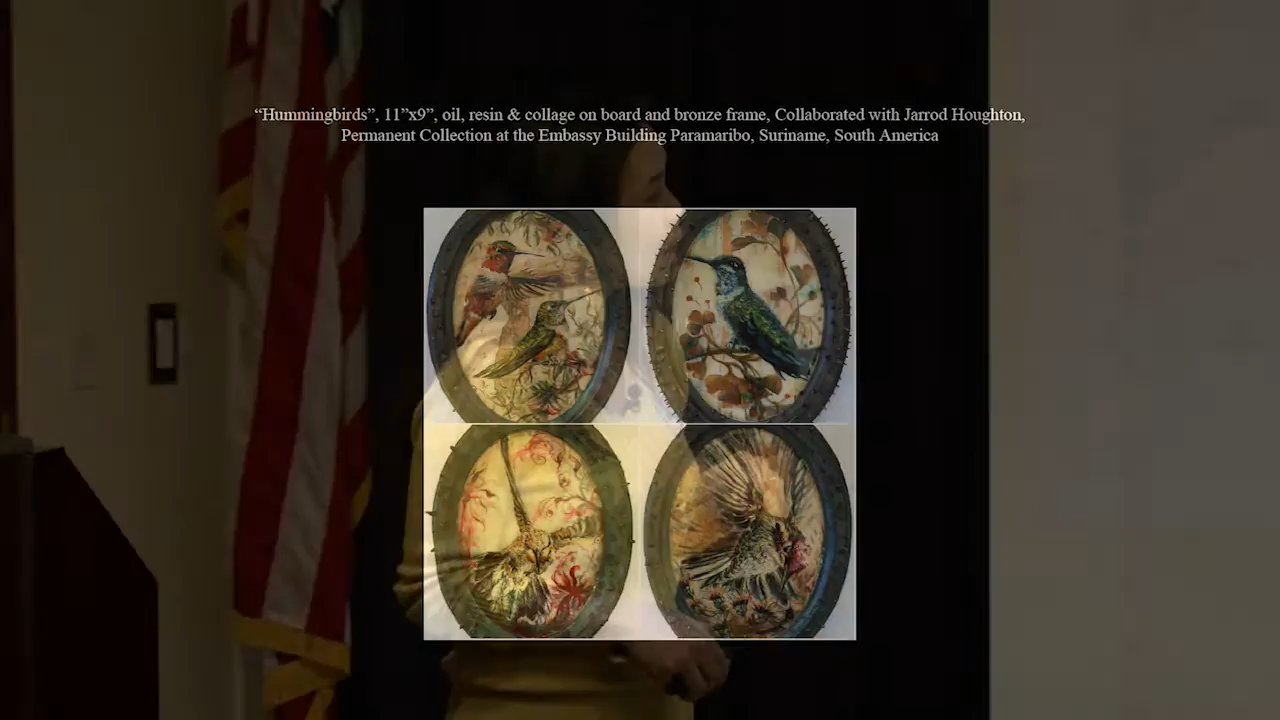 “Hummingbirds”, 11”x9”, oil, resin & collage on board and bronze frame, Collaborated with Jarrod Houghton,
Permanent Collection at the Embassy Building Paramaribo, Suriname, South America